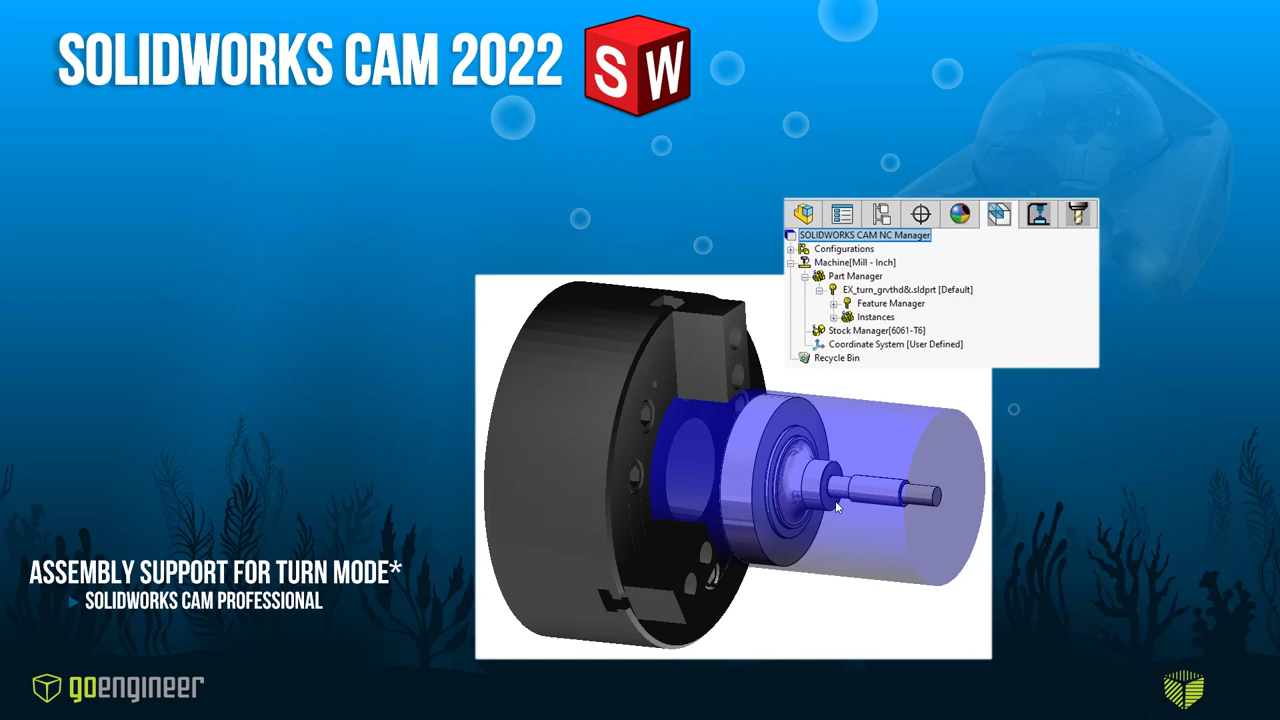 SOLIDWORKS CAM 2022
SW
SOLIDWORKS CAM NC Manager
Configurations
Machine[Mill - Inch]
Part Manager
EX_turn_grvthd&.sldprt [Default]
Feature Manager
Instances
Stock Manager[6061-T6]
Coordinate System [User Defined]
Recycle Bin
ASSEMBLY SUPPORT FOR TURN MODE*
SOLIDWORKS CAM PROFESSIONAL
goengineer